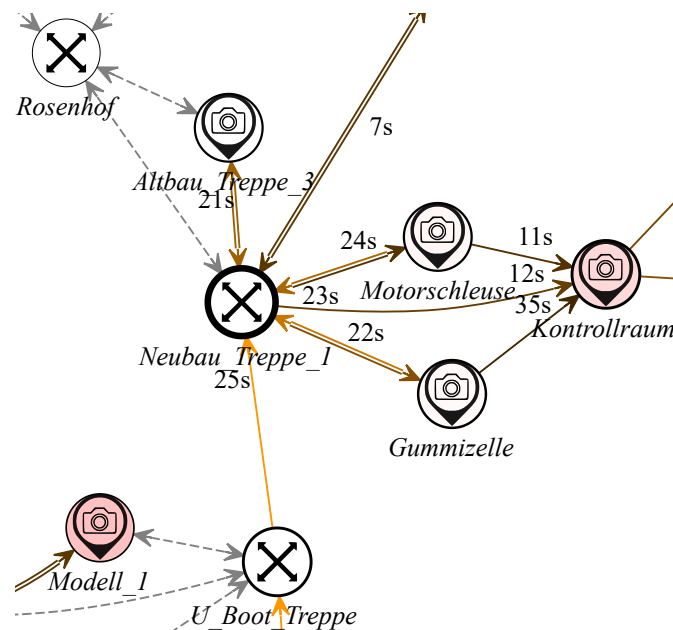 Rosenhof
7s
Altbau_Treppe_3
21s
24s
11s
Motorschleuse
12s
23s
35s
Kontrollraum
22s
Neubau_Treppe_1
25s
Gummizelle
Modell_1
U_Boot_Treppe